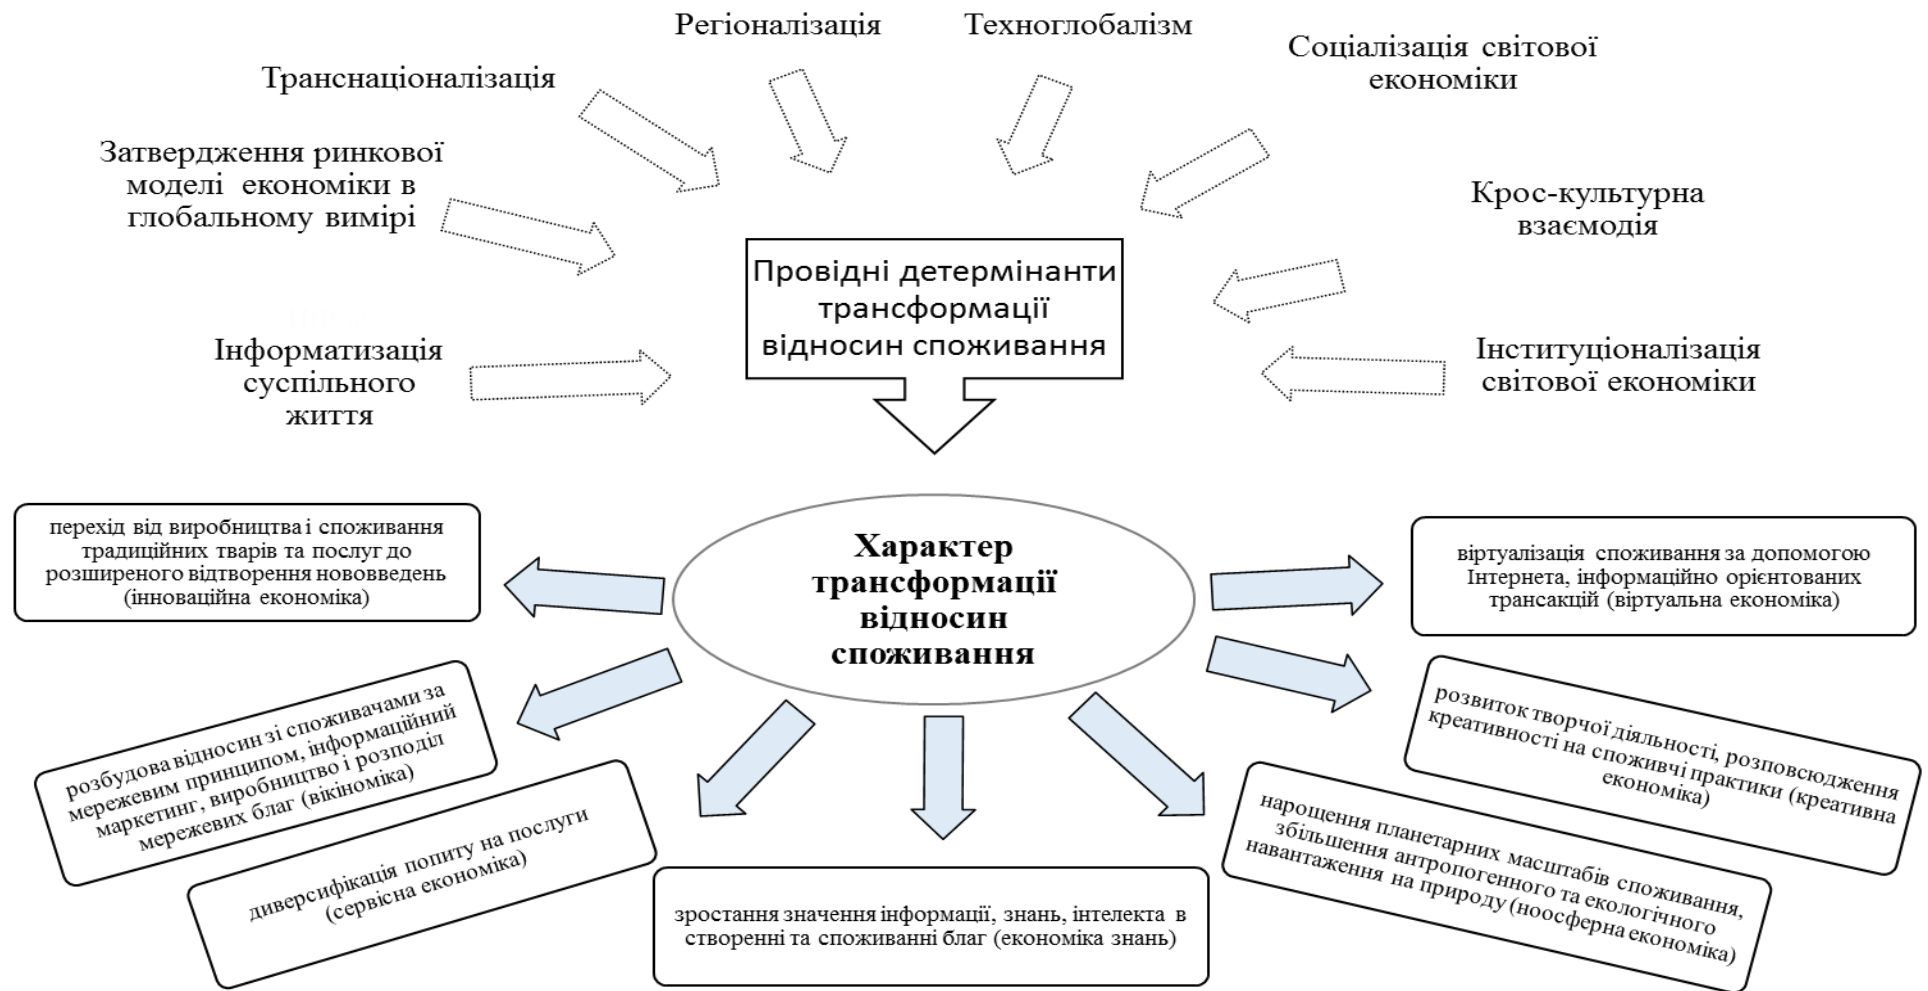 Регіоналізація
Техноглобалізм
Соціалізація світової
економіки
Транснаціоналізація
Затвердження ринкової
моделі економіки в
глобальному вимірі
Крос-культурна
взаємодія
Провідні детермінанти
трансформації
відносин споживання
Інформатизація
суспільного
життя
Інституціоналізація
світової економіки
Характер
трансформації
відносин
споживання
перехід від виробництва і споживання
традиційних тварів та послуг до
розширеного відтворення нововведень
(інноваційна економіка)
віртуалізація споживання за допомогою
Інтернета, інформаційно орієнтованих
трансакцій (віртуальна економіка)
розбудова відносин зі споживачами за
мережевим принципом, інформаційний
маркетинг, виробництво і розподіл
мережевих благ (вікіноміка)
розвиток творчої діяльності, розповсюдження
креативності на споживчі практики (креативна
економіка)
диверсифікація попиту на послуги
(сервісна економіка)
зростання значення інформації, знань, інтелекта в
створенні та споживанні благ (економіка знань)
нарощення планетарних масштабів споживання,
збільшення антропогенного та екологічного
навантаження на природу (ноосферна економіка)